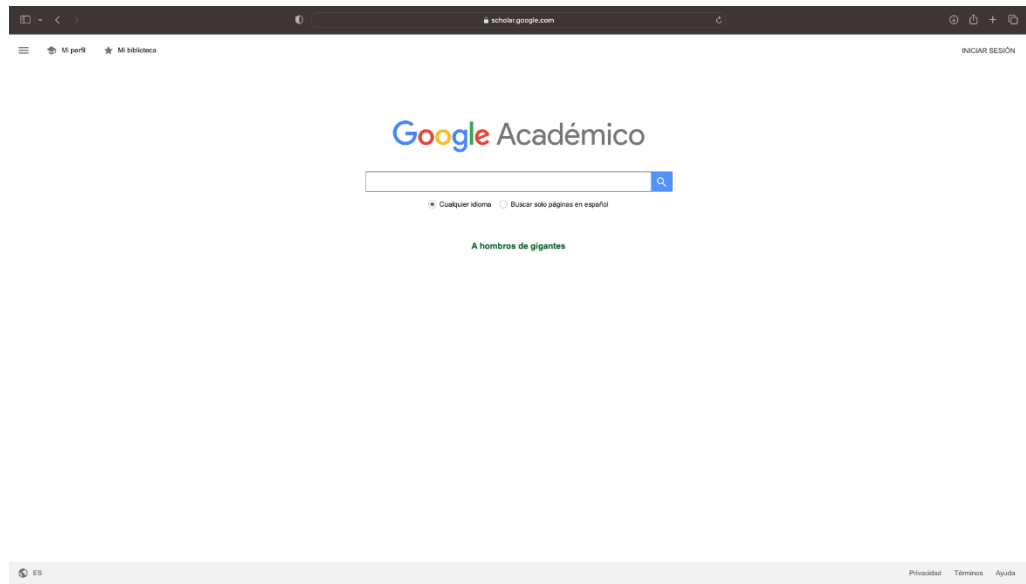 scholar.google.com
Mi perfil Mi biblioteca INICIAR SESIÓN
Google Académico
Cualquier idioma Buscar solo páginas en español
A hombros de gigantes
ES Privacidad Términos Ayuda